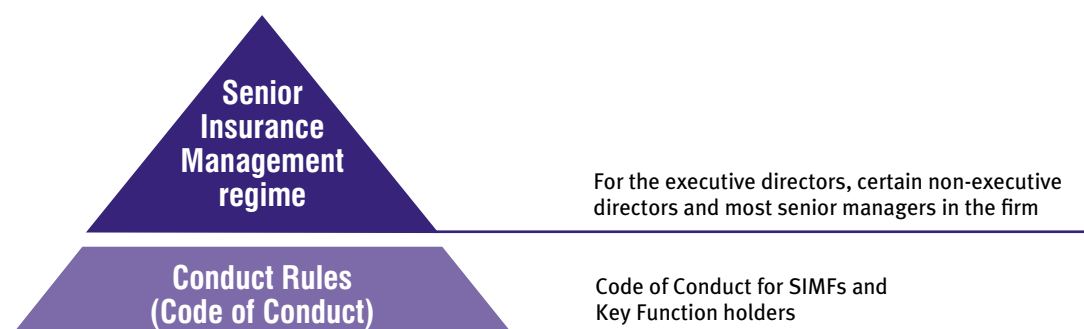 Senior
Insurance
Management
regime
For the executive directors, certain non-executive
directors and most senior managers in the firm
Conduct Rules
(Code of Conduct)
Code of Conduct for SIMFs and
Key Function holders